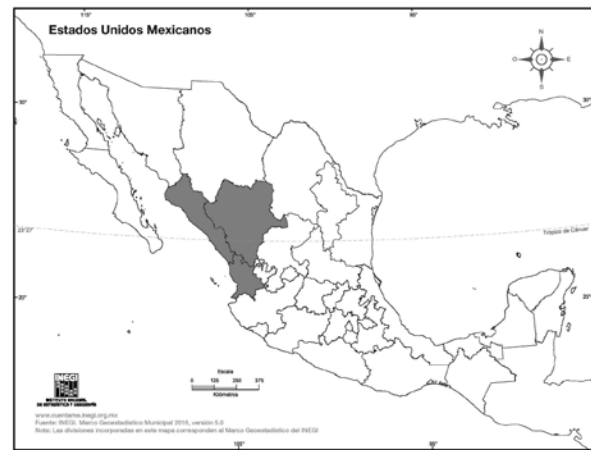 Estados Unidos Mexicanos
115°
105°
95°
N
O
E
S
30°
30°
23°27'
Trópico de Cáncer
20°
20°
Escala
0 125 250 375
Kilómetros
INEGI
INSTITUTO NACIONAL
DE ESTADÍSTICA Y GEOGRAFÍA
www.cuentame.inegi.org.mx
Fuente: INEGI. Marco Geoestadístico Municipal 2010, versión 5.0
Nota: Las divisiones incorporadas en este mapa corresponden al Marco Geoestadístico del INEGI
105°
95°